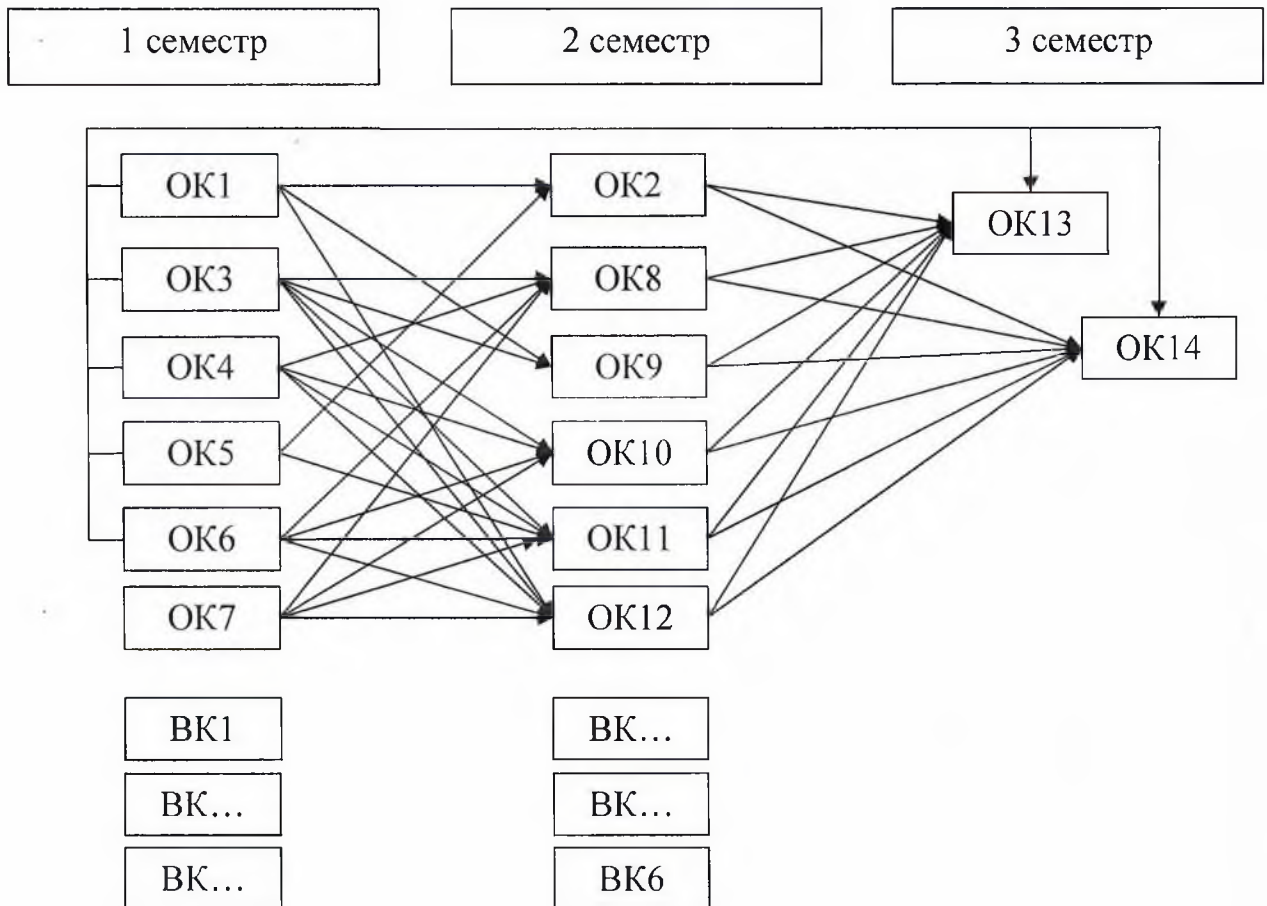 1 семестр
2 семестр
3 семестр
ОК1
ОК2
ОК13
ОК3
ОК8
ОК4
ОК9
ОК14
ОК5
ОК10
ОК6
ОК11
ОК7
ОК12
ВК1
ВК...
ВК...
ВК...
ВК...
ВК6